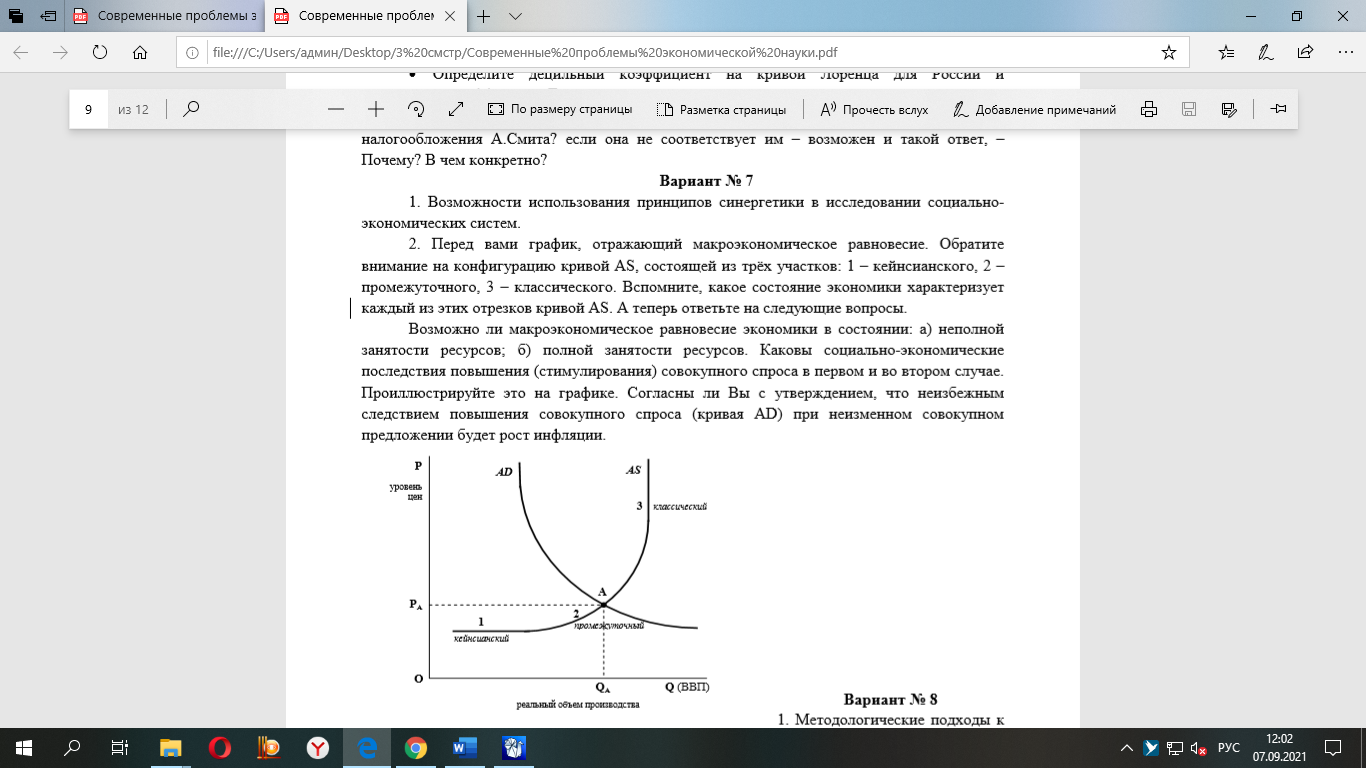 Современные проблемы э
Современные проблем
file:///C:/Users/админ/Desktop/3%20смстр/Современные%20проблемы%20экономической%20науки.pdf
• Определите децильный коэффициент на кривой Лоренца для России и
9 из 12
По размеру страницы
Разметка страницы
Прочесть вслух
Добавление примечаний
налогообложения А.Смита? если она не соответствует им – возможен и такой ответ, –
Почему? В чем конкретно?
Вариант № 7
1. Возможности использования принципов синергетики в исследовании социально-
экономических систем.
2. Перед вами график, отражающий макроэкономическое равновесие. Обратите
внимание на конфигурацию кривой AS, состоящей из трёх участков: 1 – кейнсианского, 2 –
промежуточного, 3 – классического. Вспомните, какое состояние экономики характеризует
каждый из этих отрезков кривой AS. А теперь ответьте на следующие вопросы.
Возможно ли макроэкономическое равновесие экономики в состоянии: а) неполной
занятости ресурсов; б) полной занятости ресурсов. Каковы социально-экономические
последствия повышения (стимулирования) совокупного спроса в первом и во втором случае.
Проиллюстрируйте это на графике. Согласны ли Вы с утверждением, что неизбежным
следствием повышения совокупного спроса (кривая AD) при неизменном совокупном
предложении будет рост инфляции.
P
уровень
цен
AD
AS
3 классический
A
PA
2
промежуточный
1
кейнсианский
O
QA
Q (ВВП)
реальный объем производства
Вариант № 8
1. Методологические подходы к
РУС
12:02
07.09.2021